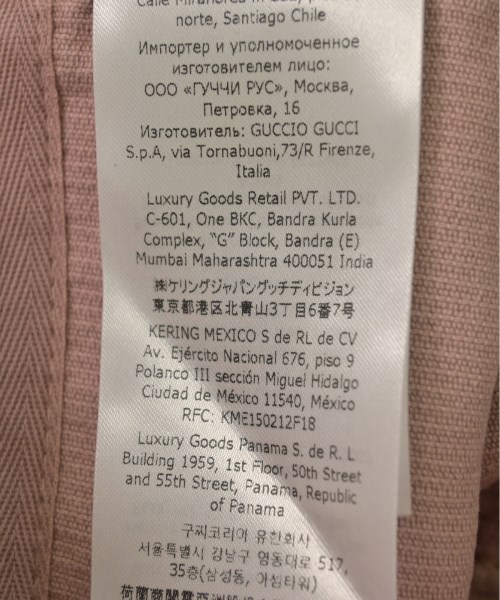 norte, Santiago Chile
Импортер и уполномоченное
изготовителем лицо:
ООО «ГУЧЧИ РУС», Москва,
Петровка, 16
Изготовитель: GUCCIO GUCCI
S.p.A, via Tornabuoni,73/R Firenze,
Italia
Luxury Goods Retail PVT. LTD.
C-601, One BKC, Bandra Kurla
Complex, “G” Block, Bandra (E)
Mumbai Maharashtra 400051 India
㈱ケリングジャパングッチディビジョン
東京都港区北青山3丁目6番7号
KERING MEXICO S de RL de CV
Av. Ejército Nacional 676, piso 9
Polanco III sección Miguel Hidalgo
Ciudad de México 11540, México
RFC: KME150212F18
Luxury Goods Panama S. de R. L
Building 1959, 1st Floor, 50th Street
and 55th Street, Panama, Republic
of Panama
구찌코리아 유한회사
서울특별시 강남구 영동대로 517,
35층(삼성동, 아셈타워)